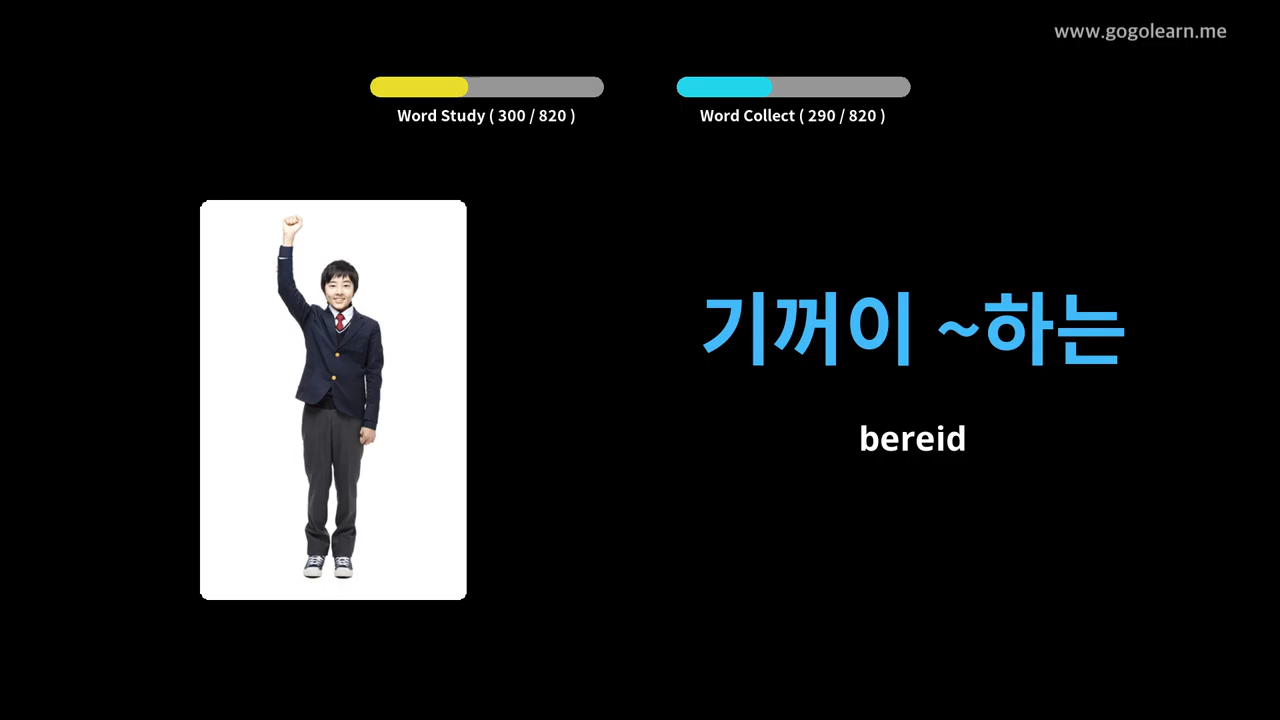 www.gogolearn.me
Word Study ( 300 / 820 )
Word Collect ( 290 / 820 )
기꺼이 ~하는
bereid